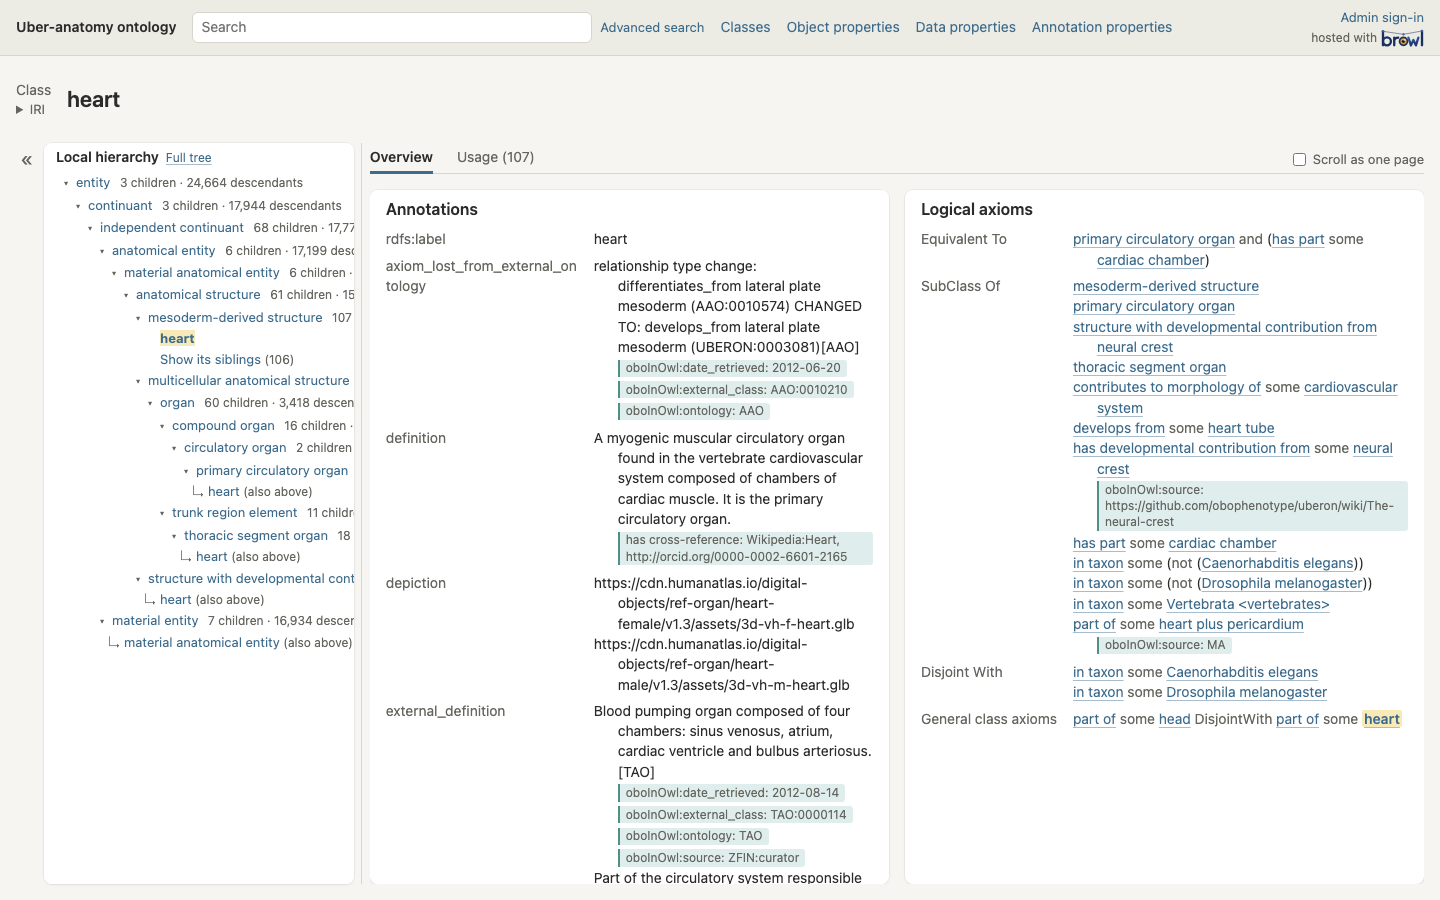 Uber-anatomy ontology
Search
Advanced search
Classes
Object properties
Data properties
Annotation properties
Admin sign-in
hosted with browl
Class
IRI
heart
«
Local hierarchy Full tree
entity 3 children · 24,664 descendants
continuant 3 children · 17,944 descendants
independent continuant 68 children · 17,77
anatomical entity 6 children · 17,199 desc
material anatomical entity 6 children ·
anatomical structure 61 children · 15
mesoderm-derived structure 107
heart
Show its siblings (106)
multicellular anatomical structure
organ 60 children · 3,418 descen
compound organ 16 children ·
circulatory organ 2 children
primary circulatory organ
heart (also above)
trunk region element 11 childr
thoracic segment organ 18
heart (also above)
structure with developmental cont
heart (also above)
material entity 7 children · 16,934 descer
material anatomical entity (also above)
Overview
Usage (107)
Scroll as one page
Annotations
rdfs:label
heart
axiom_lost_from_external_on
tology
relationship type change:
differentiates_from lateral plate
mesoderm (AAO:0010574) CHANGED
TO: develops_from lateral plate
mesoderm (UBERON:0003081)[AAO]
oboInOwl:date_retrieved: 2012-06-20
oboInOwl:external_class: AAO:0010210
oboInOwl:ontology: AAO
definition
A myogenic muscular circulatory organ
found in the vertebrate cardiovascular
system composed of chambers of
cardiac muscle. It is the primary
circulatory organ.
has cross-reference: Wikipedia:Heart,
http://orcid.org/0000-0002-6601-2165
depiction
https://cdn.humanatlas.io/digital-
objects/ref-organ/heart-
female/v1.3/assets/3d-vh-f-heart.glb
https://cdn.humanatlas.io/digital-
objects/ref-organ/heart-
male/v1.3/assets/3d-vh-m-heart.glb
external_definition
Blood pumping organ composed of four
chambers: sinus venosus, atrium,
cardiac ventricle and bulbus arteriosus.
[TAO]
oboInOwl:date_retrieved: 2012-08-14
oboInOwl:external_class: TAO:0000114
oboInOwl:ontology: TAO
oboInOwl:source: ZFIN:curator
Part of the circulatory system responsible
Logical axioms
Equivalent To
primary circulatory organ and (has part some
cardiac chamber)
SubClass Of
mesoderm-derived structure
primary circulatory organ
structure with developmental contribution from
neural crest
thoracic segment organ
contributes to morphology of some cardiovascular
system
develops from some heart tube
has developmental contribution from some neural
crest
oboInOwl:source:
https://github.com/obophenotype/uberon/wiki/The-
neural-crest
has part some cardiac chamber
in taxon some (not (Caenorhabditis elegans))
in taxon some (not (Drosophila melanogaster))
in taxon some Vertebrata <vertebrates>
part of some heart plus pericardium
oboInOwl:source: MA
Disjoint With
in taxon some Caenorhabditis elegans
in taxon some Drosophila melanogaster
General class axioms
part of some head DisjointWith part of some heart